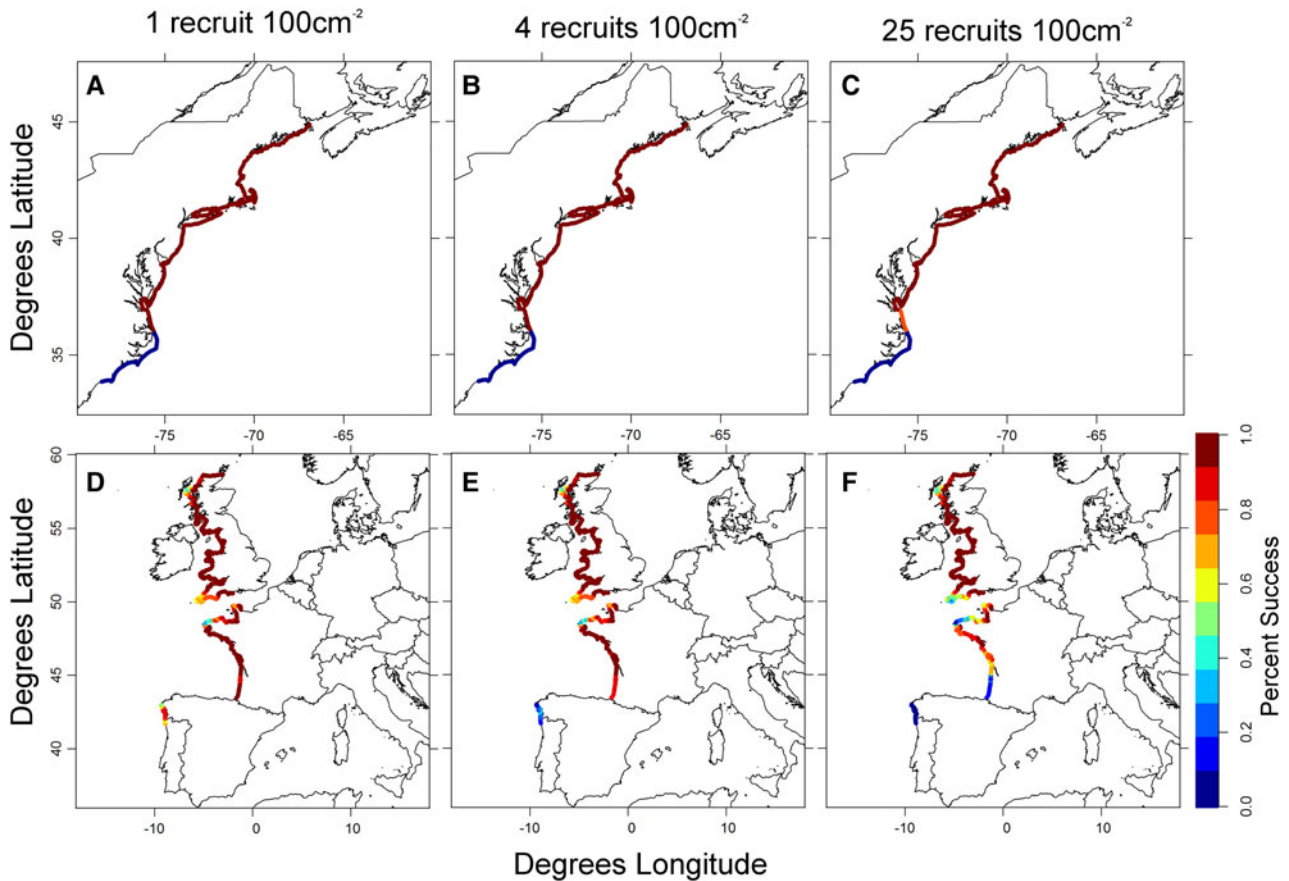 1 recruit 100cm⁻²
4 recruits 100cm⁻²
25 recruits 100cm⁻²
A
B
C
Degrees Latitude
45
40
35
-75 -70 -65
-75 -70 -65
-75 -70 -65
D
E
F
Degrees Latitude
60
55
50
45
40
-10 0 10
-10 0 10
-10 0 10
Degrees Longitude
1.0
0.8
0.6
0.4
0.2
0.0
Percent Success